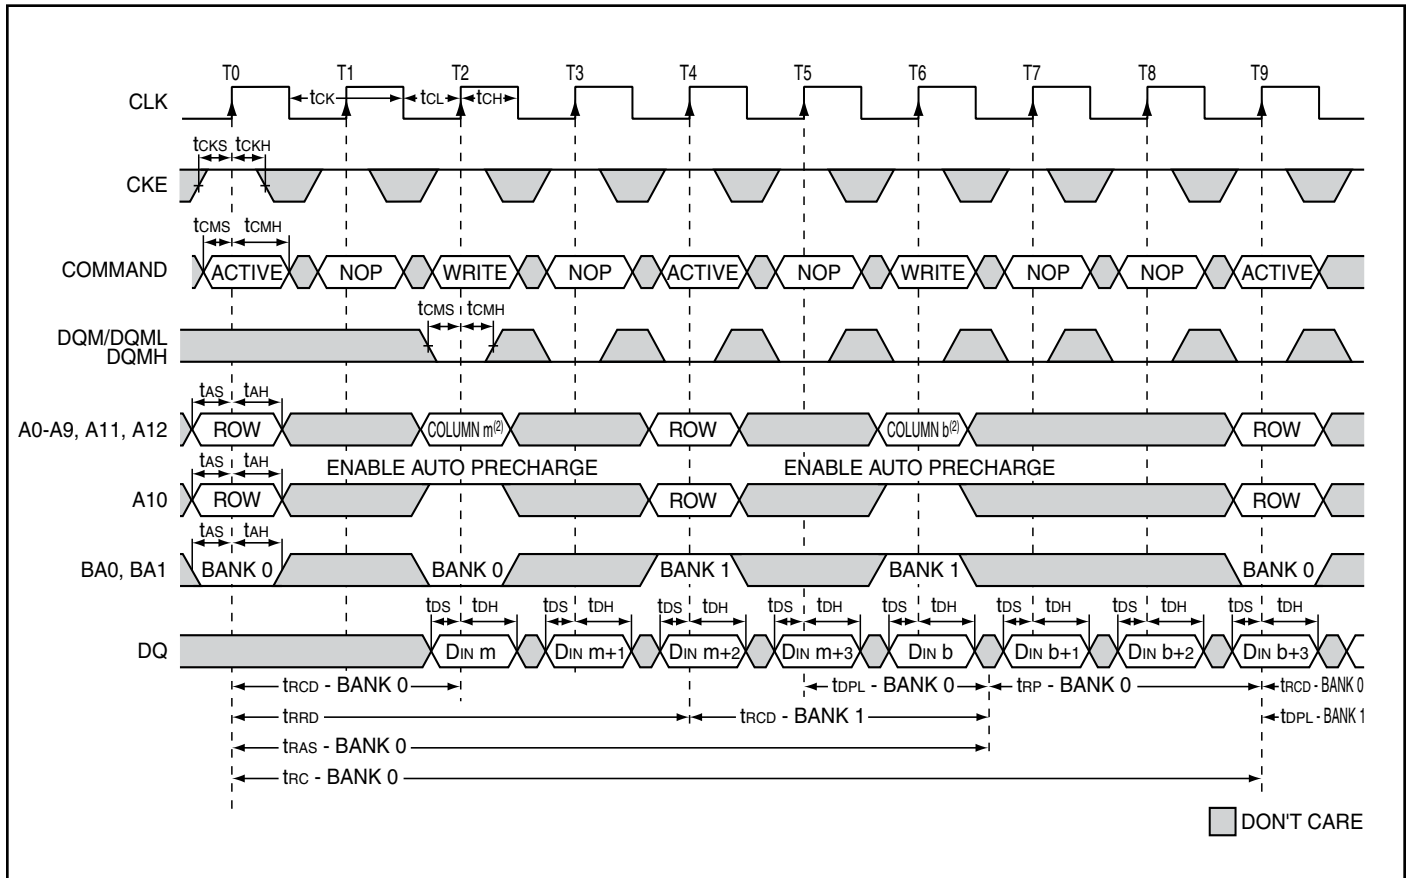 T0 T1 T2 T3 T4 T5 T6 T7 T8 T9
CLK tCK tCL tCH
tCKS tCKH
CKE
tCMS tCMH
COMMAND ACTIVE NOP WRITE NOP ACTIVE NOP WRITE NOP NOP ACTIVE
tCMS tCMH
DQM/DQML
DQMH
tAS tAH
A0-A9, A11, A12 ROW COLUMN m(2) ROW COLUMN b(2) ROW
tAS tAH ENABLE AUTO PRECHARGE ENABLE AUTO PRECHARGE
A10 ROW ROW ROW
tAS tAH
BA0, BA1 BANK 0 BANK 0 BANK 1 BANK 1 BANK 0
tDS tDH tDS tDH tDS tDH tDS tDH tDS tDH tDS tDH tDS tDH tDS tDH
DQ DIN m DIN m+1 DIN m+2 DIN m+3 DIN b DIN b+1 DIN b+2 DIN b+3
tRCD - BANK 0 tDPL - BANK 0 tRP - BANK 0 tRCD - BANK 0
tRRD tRCD - BANK 1 tDPL - BANK 1
tRAS - BANK 0
tRC - BANK 0
DON'T CARE